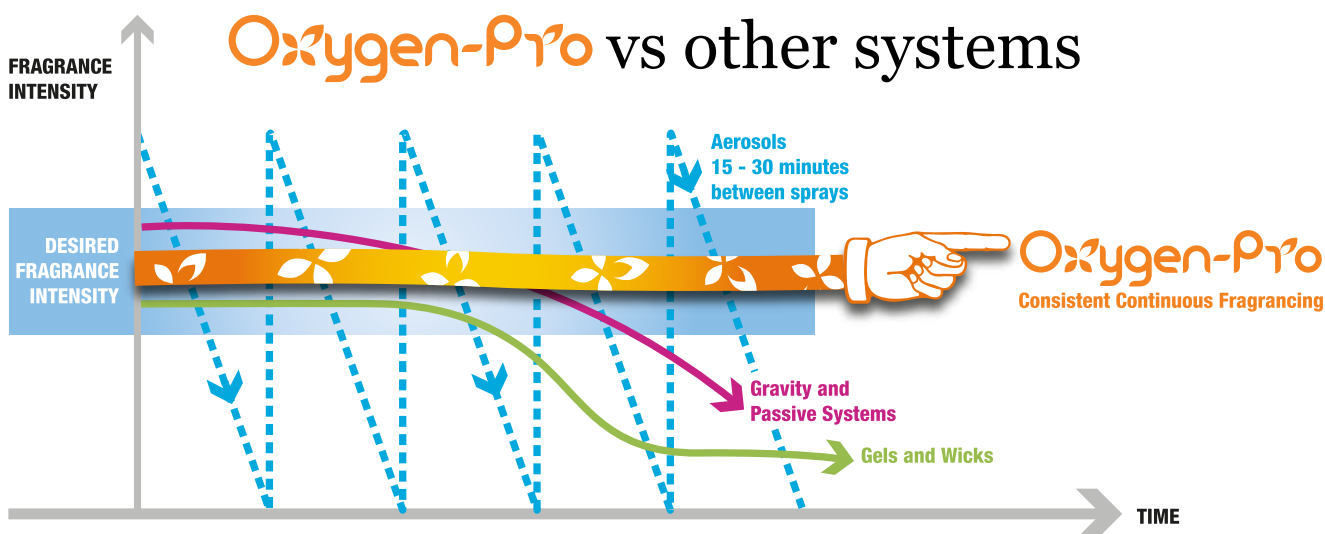 Oxygen-Pro vs other systems
FRAGRANCE
INTENSITY
Aerosols
15 - 30 minutes
between sprays
DESIRED
FRAGRANCE
INTENSITY
Oxygen-Pro
Consistent Continuous Fragrancing
Gravity and
Passive Systems
Gels and Wicks
TIME